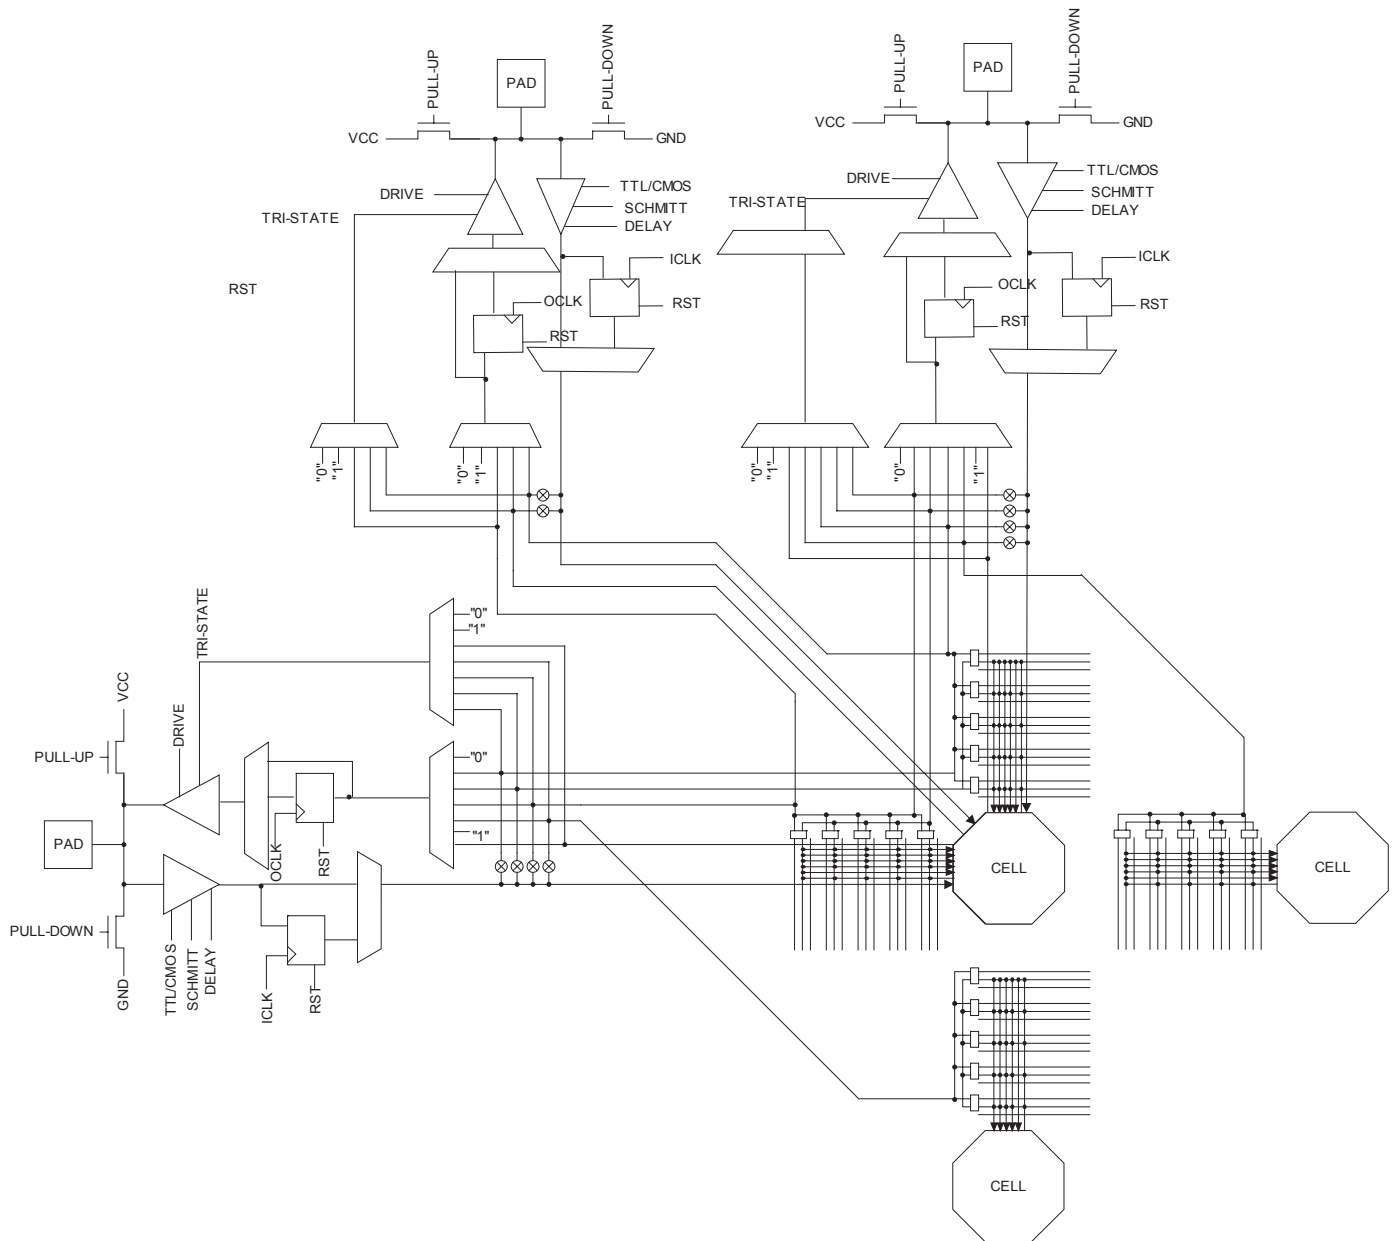 PULL-UP
PAD
PULL-DOWN
VCC
GND
DRIVE
TTL/CMOS
SCHMITT
DELAY
TRI-STATE
ICLK
RST
OCLK
RST
RST
"0"
"1"
"0"
"1"
PULL-UP
PAD
PULL-DOWN
VCC
GND
DRIVE
TTL/CMOS
SCHMITT
DELAY
TRI-STATE
ICLK
OCLK
RST
RST
"0"
"1"
"0"
"1"
TRI-STATE
"0"
"1"
VCC
DRIVE
PULL-UP
"0"
PAD
"1"
OCLK
RST
PULL-DOWN
GND
TTL/CMOS
SCHMITT
DELAY
ICLK
RST
CELL
CELL
CELL